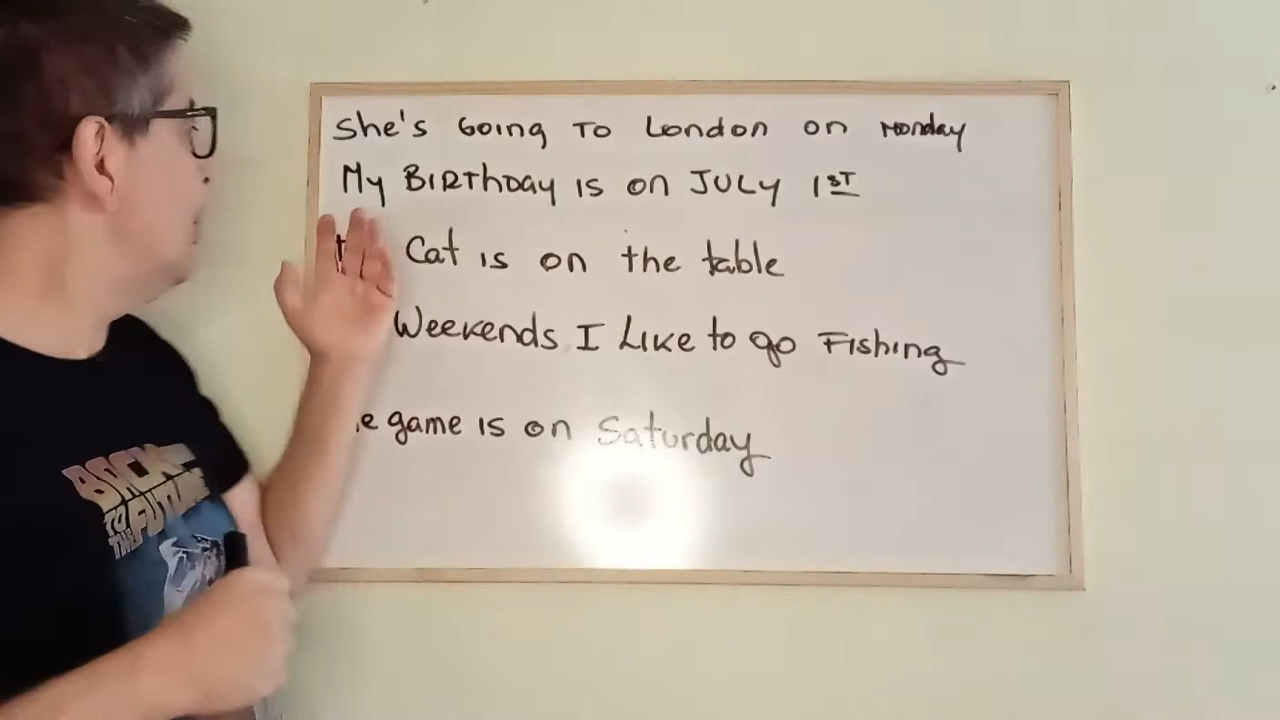 She's Going To London on Monday
My BIRthDay is on JULY 1ST
Cat is on the table
Weekends I Like to go Fishing
game is on Saturday
BACK
TO THE FUTURE